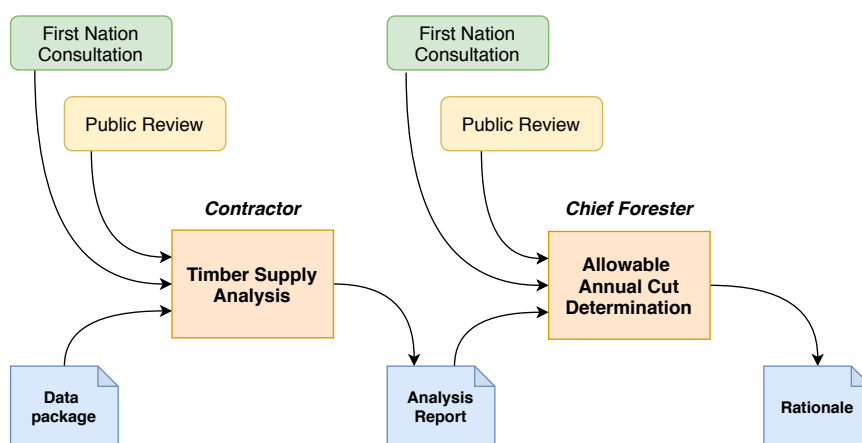 First Nation
Consultation
Public Review
Contractor
Timber Supply
Analysis
Data
package
First Nation
Consultation
Public Review
Chief Forester
Allowable
Annual Cut
Determination
Analysis
Report
Rationale